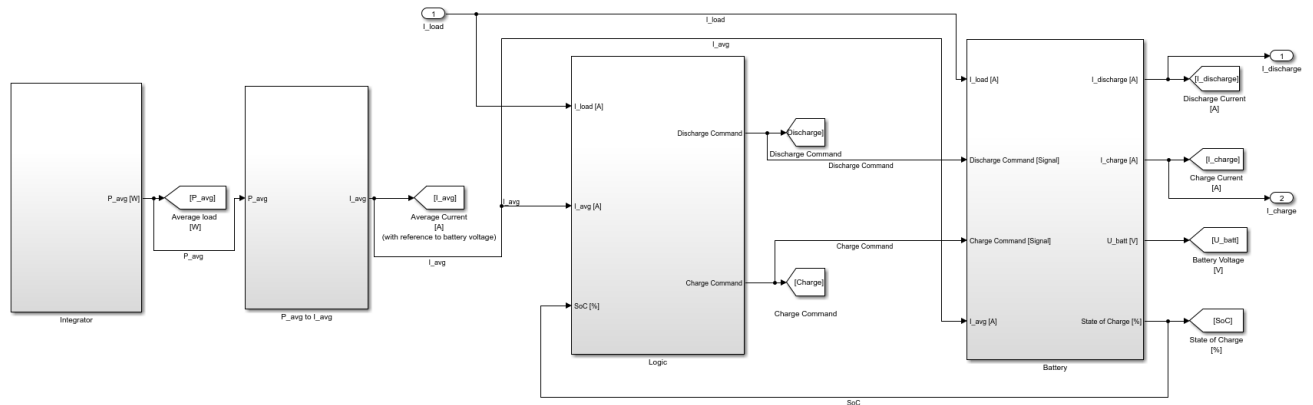 1
I_load
I_load
I_avg
I_load [A]
Discharge Command
Discharge]
Discharge Command
Discharge Command
I_avg
I_avg [A]
Charge Command
Charge Command
[Charge]
Charge Command
SoC [%]
Logic
P_avg [W]
[P_avg]
Average load
[W]
P_avg
Integrator
P_avg
I_avg
[I_avg]
Average Current
[A]
(with reference to battery voltage)
I_avg
P_avg to I_avg
I_load [A]
I_discharge [A]
1
I_discharge
[I_discharge]
Discharge Current
[A]
Discharge Command [Signal]
I_charge [A]
[I_charge]
Charge Current
[A]
2
I_charge
Charge Command [Signal]
U_batt [V]
[U_batt]
Battery Voltage
[V]
I_avg [A]
State of Charge [%]
[SoC]
State of Charge
[%]
Battery
SoC